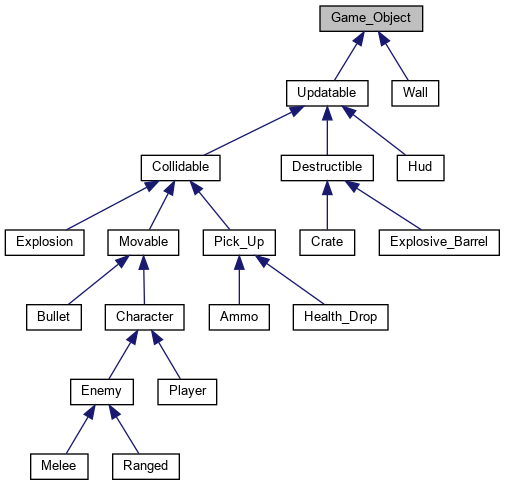 Game_Object
Updatable
Wall
Collidable
Destructible
Hud
Explosion
Movable
Pick_Up
Crate
Explosive_Barrel
Bullet
Character
Ammo
Health_Drop
Enemy
Player
Melee
Ranged